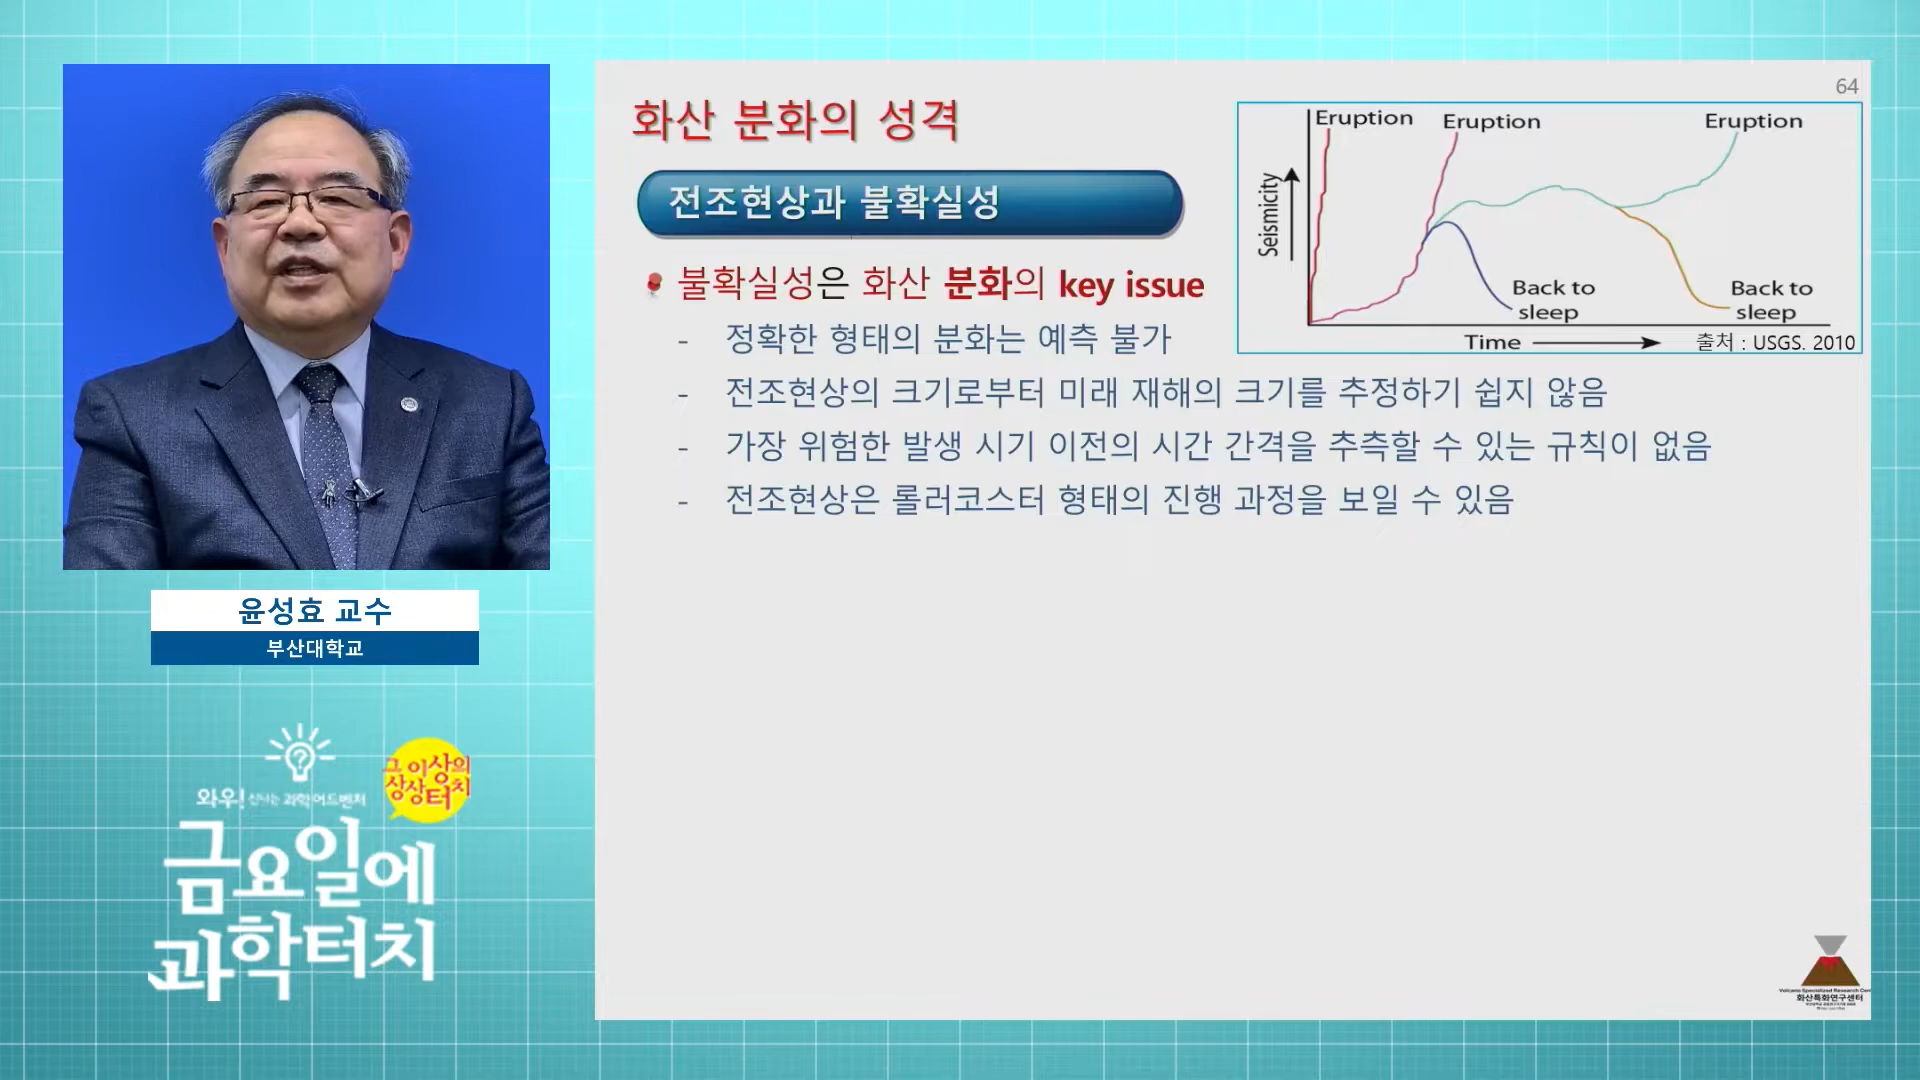 64
화산 분화의 성격
전조현상과 불확실성
불확실성은 화산 분화의 key issue
- 정확한 형태의 분화는 예측 불가
- 전조현상의 크기로부터 미래 재해의 크기를 추정하기 쉽지 않음
- 가장 위험한 발생 시기 이전의 시간 간격을 추측할 수 있는 규칙이 없음
- 전조현상은 롤러코스터 형태의 진행 과정을 보일 수 있음
Eruption
Eruption
Eruption
Seismicity
Back to
sleep
Back to
sleep
Time
출처 : USGS. 2010
윤성효 교수
부산대학교
와우! 신나는 과학어드벤처
그 이상의
상상터치
금요일에
과학터치
Volcano Specialized Research Cen
화산특화연구센터